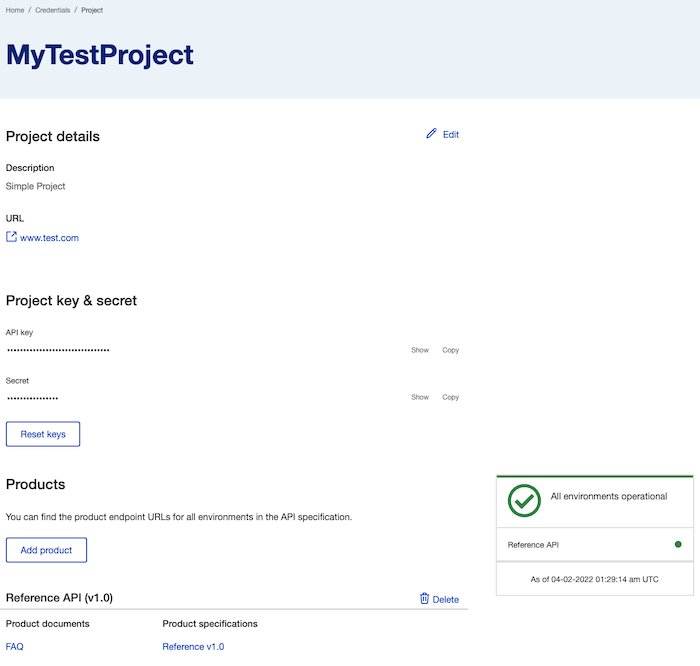 Home / Credentials / Project
MyTestProject
Project details
Edit
Description
Simple Project
URL
www.test.com
Project key & secret
API key
••••••••••••••••••••••••••••••••
Show Copy
Secret
••••••••••••••••
Show Copy
Reset keys
Products
You can find the product endpoint URLs for all environments in the API specification.
Add product
All environments operational
Reference API
As of 04-02-2022 01:29:14 am UTC
Reference API (v1.0)
Delete
Product documents Product specifications
FAQ Reference v1.0